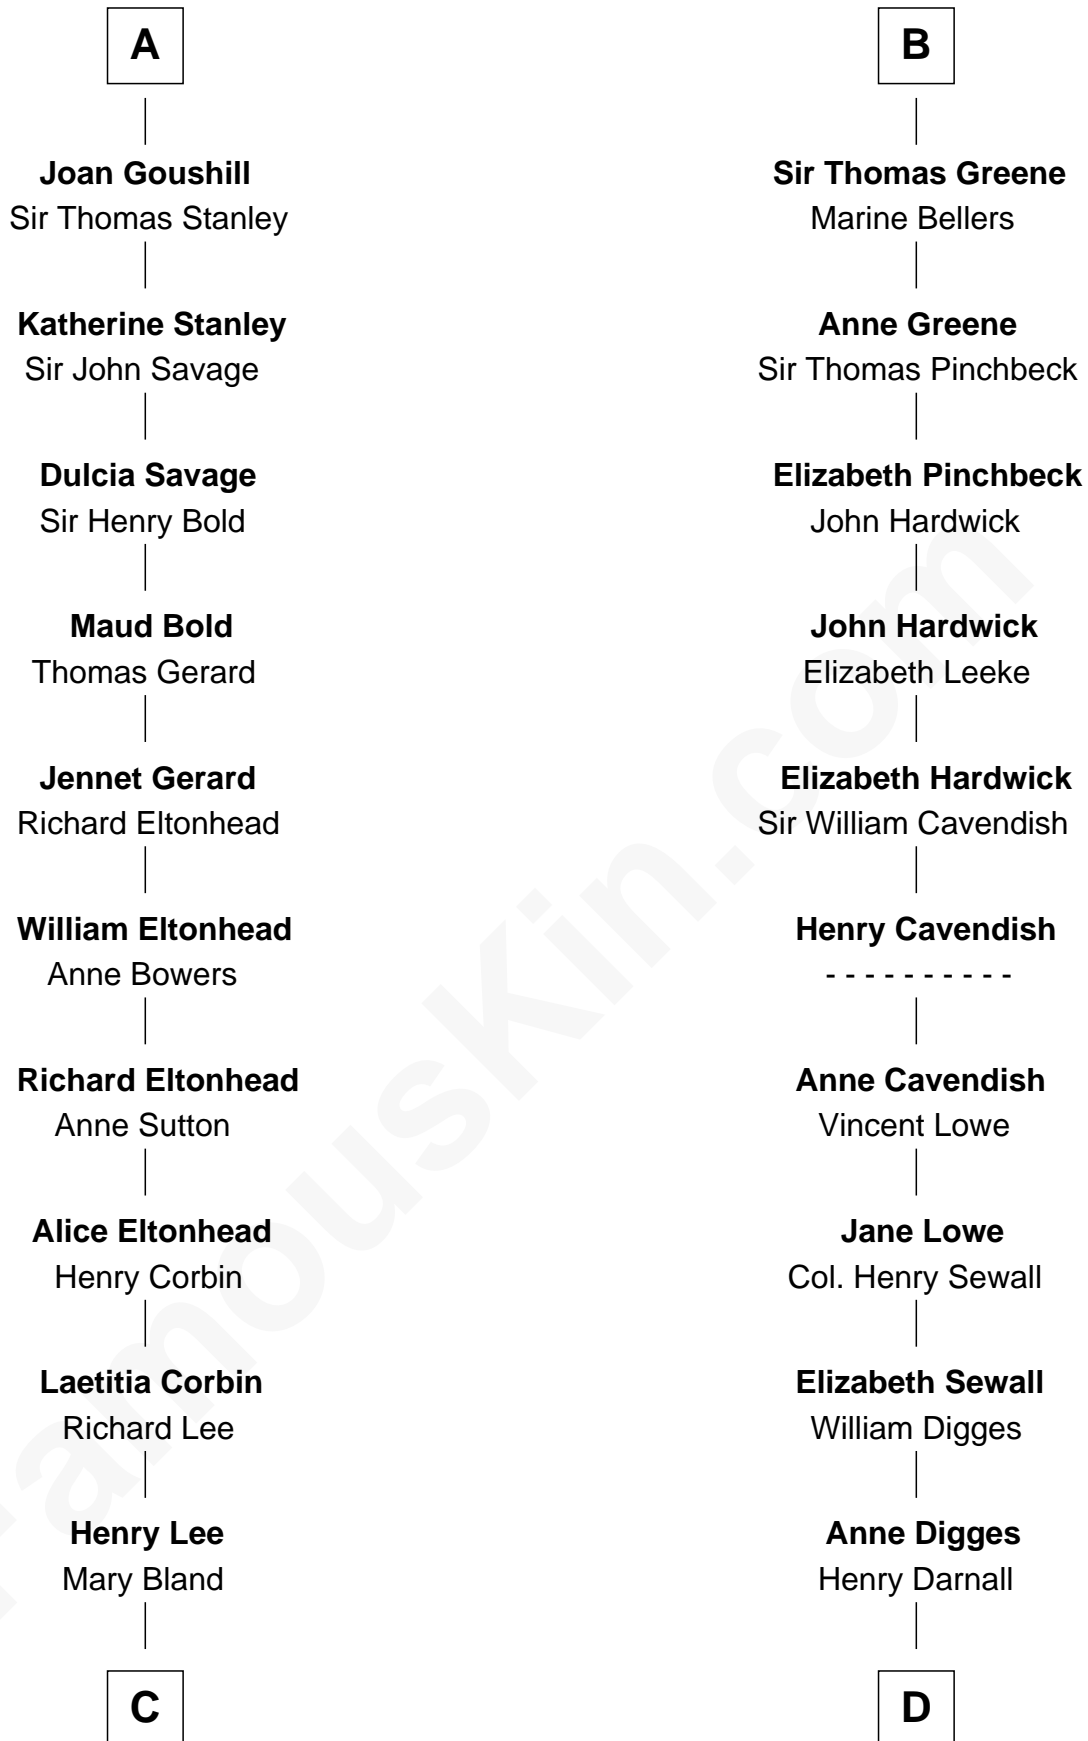 A
Joan Goushill
Sir Thomas Stanley
Katherine Stanley
Sir John Savage
Dulcia Savage
Sir Henry Bold
Maud Bold
Thomas Gerard
Jennet Gerard
Richard Eltonhead
William Eltonhead
Anne Bowers
Richard Eltonhead
Anne Sutton
Alice Eltonhead
Henry Corbin
Laetitia Corbin
Richard Lee
Henry Lee
Mary Bland
C
B
Sir Thomas Greene
Marine Bellers
Anne Greene
Sir Thomas Pinchbeck
Elizabeth Pinchbeck
John Hardwick
John Hardwick
Elizabeth Leeke
Elizabeth Hardwick
Sir William Cavendish
Henry Cavendish
- - - - - - - - - -
Anne Cavendish
Vincent Lowe
Jane Lowe
Col. Henry Sewall
Elizabeth Sewall
William Digges
Anne Digges
Henry Darnall
D
FamousKin.com